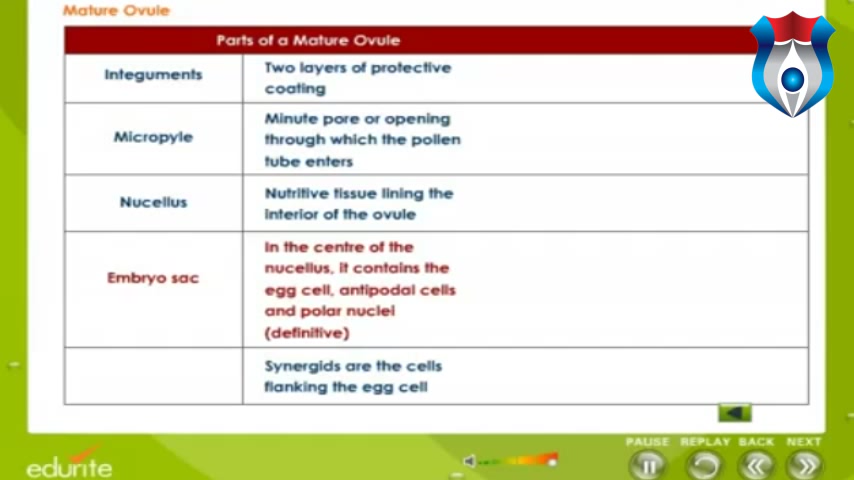 Mature Ovule
Parts of a Mature Ovule
Integuments
Two layers of protective
coating
Micropyle
Minute pore or opening
through which the pollen
tube enters
Nucellus
Nutritive tissue lining the
interior of the ovule
Embryo sac
In the centre of the
nucellus, it contains the
egg cell, antipodal cells
and polar nuclei
(definitive)
Synergids are the cells
flanking the egg cell
PAUSE REPLAY BACK NEXT
edurite